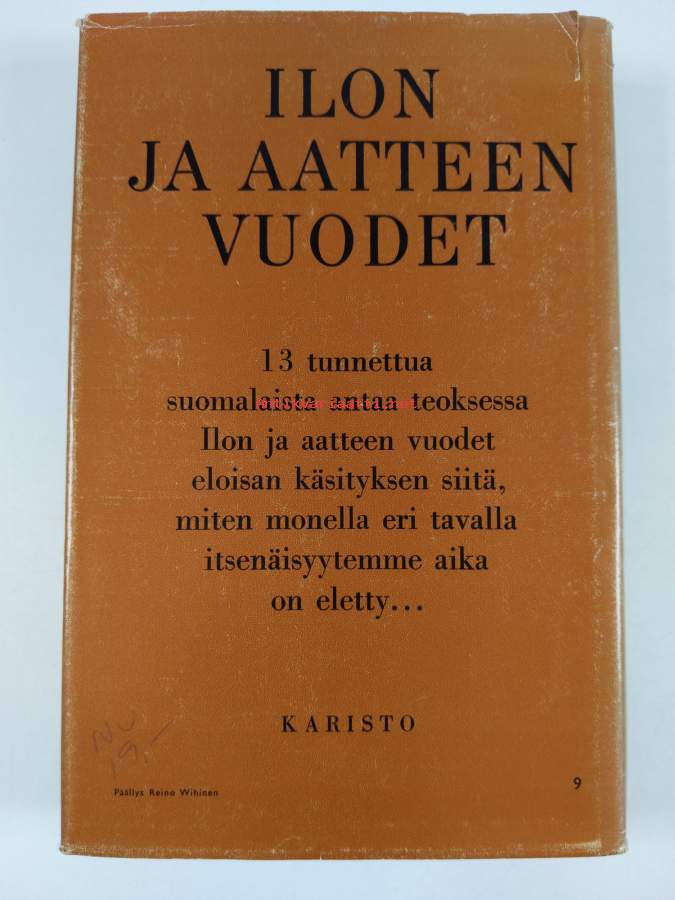 ILON
JA AATTEEN
VUODET
13 tunnettua
suomalaista antaa teoksessa
Ilon ja aatteen vuodet
eloisan käsityksen siitä,
miten monella eri tavalla
itsenäisyytemme aika
on eletty...
KARISTO
19,-
Päällys Reino Wihinen
9